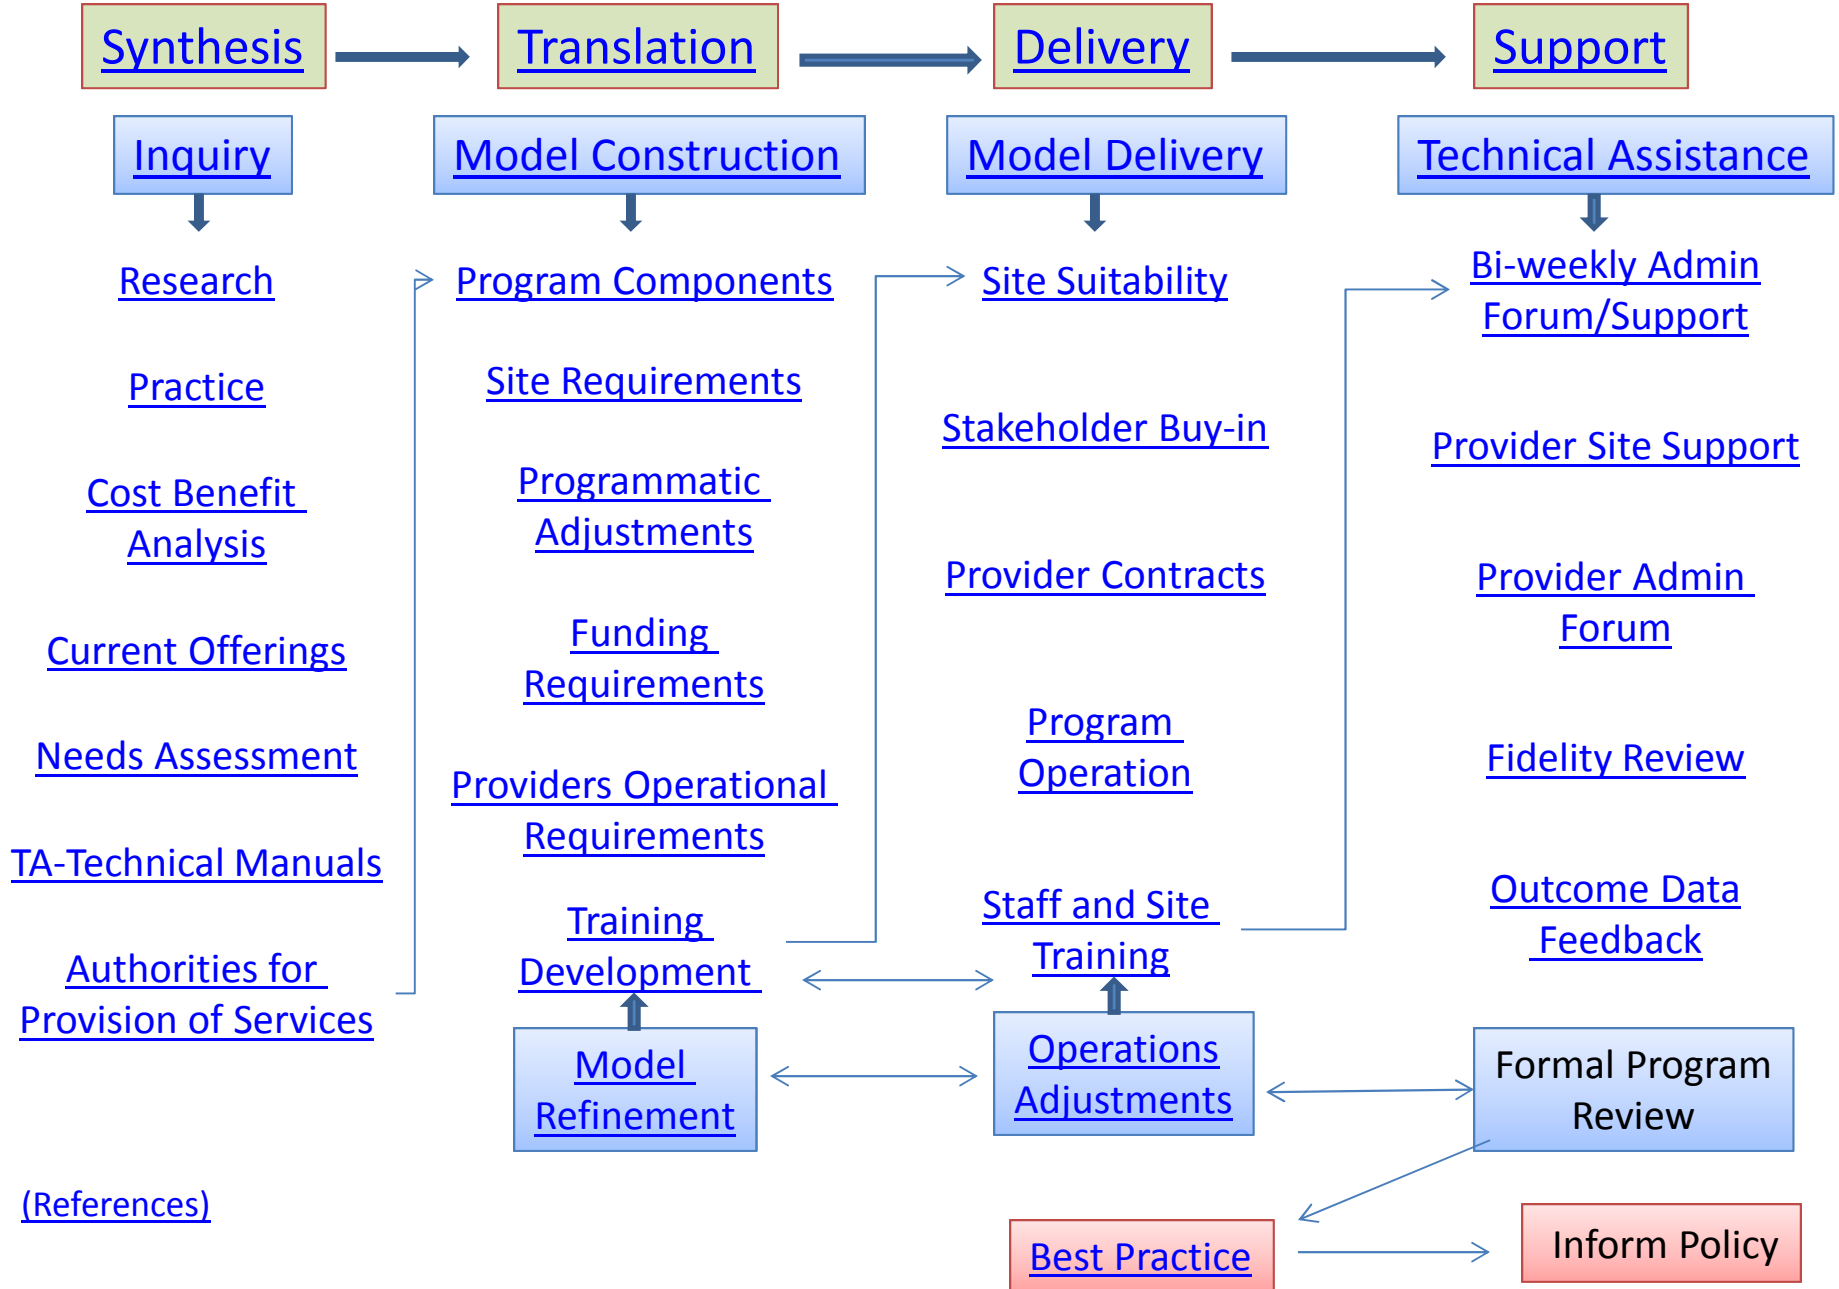 Synthesis
Translation
Delivery
Support
Inquiry
Model Construction
Model Delivery
Technical Assistance
Research
Practice
Cost Benefit
Analysis
Current Offerings
Needs Assessment
TA-Technical Manuals
Authorities for
Provision of Services
Program Components
Site Requirements
Programmatic
Adjustments
Funding
Requirements
Providers Operational
Requirements
Training
Development
Model
Refinement
Site Suitability
Stakeholder Buy-in
Provider Contracts
Program
Operation
Staff and Site
Training
Operations
Adjustments
Bi-weekly Admin
Forum/Support
Provider Site Support
Provider Admin
Forum
Fidelity Review
Outcome Data
Feedback
Formal Program
Review
(References)
Best Practice
Inform Policy